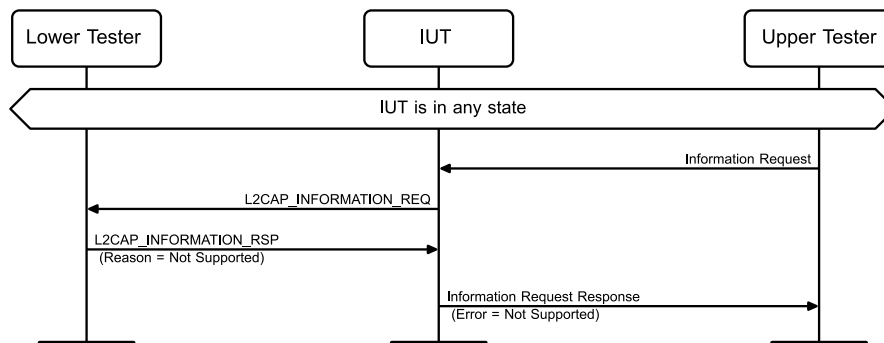 Lower Tester
IUT
Upper Tester
IUT is in any state
Information Request
L2CAP_INFORMATION_REQ
L2CAP_INFORMATION_RSP
(Reason = Not Supported)
Information Request Response
(Error = Not Supported)